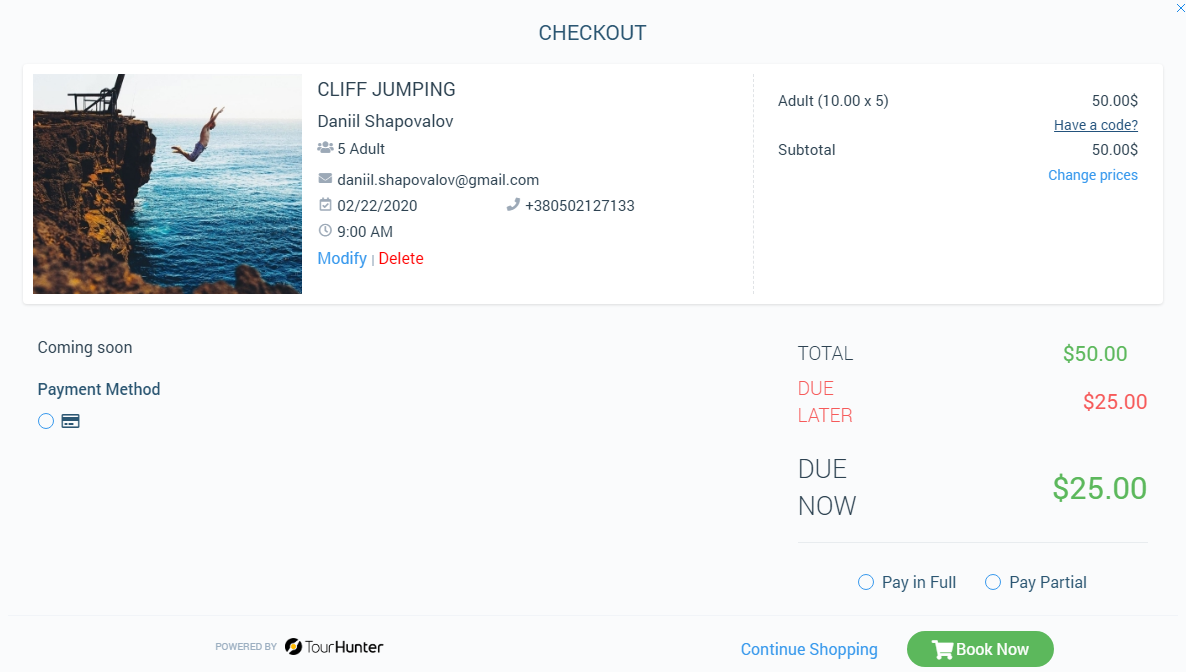 CHECKOUT
CLIFF JUMPING
Daniil Shapovalov
5 Adult
daniil.shapovalov@gmail.com
02/22/2020 +380502127133
9:00 AM
Modify | Delete
Adult (10.00 x 5) 50.00$
Have a code?
Subtotal 50.00$
Change prices
Coming soon
Payment Method
TOTAL $50.00
DUE
LATER $25.00
DUE
NOW $25.00
Pay in Full Pay Partial
POWERED BY TourHunter
Continue Shopping Book Now